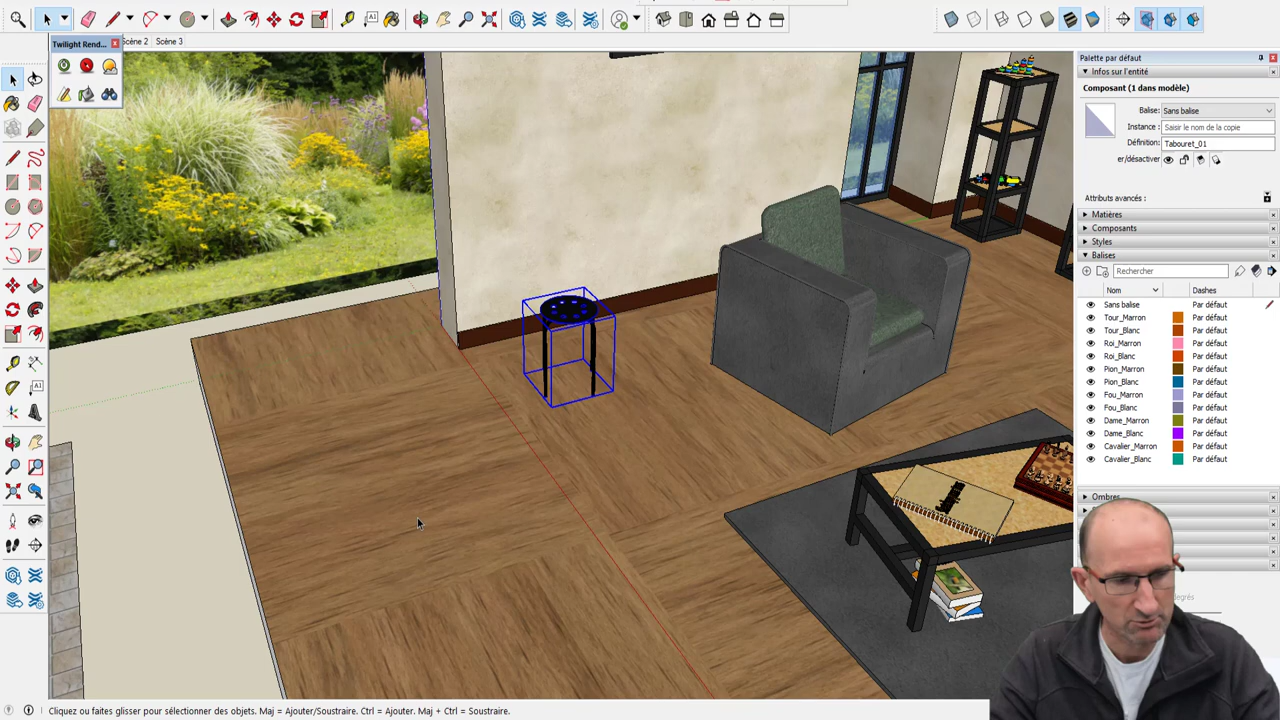 Twilight Rend...
Scène 2
Scène 3
Palette par défaut
Infos sur l'entité
Composant (1 dans modèle)
Balise:
Sans balise
Instance :
Saisir le nom de la copie
Définition:
Tabouret_01
er/désactiver
Attributs avancés :
Matières
Composants
Styles
Balises
Rechercher
Nom
Dashes
Sans balise
Par défaut
Tour_Marron
Par défaut
Tour_Blanc
Par défaut
Roi_Marron
Par défaut
Roi_Blanc
Par défaut
Pion_Marron
Par défaut
Pion_Blanc
Par défaut
Fou_Marron
Par défaut
Fou_Blanc
Par défaut
Dame_Marron
Par défaut
Dame_Blanc
Par défaut
Cavalier_Marron
Par défaut
Cavalier_Blanc
Par défaut
Ombres
egrés
Cliquez ou faites glisser pour sélectionner des objets. Maj = Ajouter/Soustraire. Ctrl = Ajouter. Maj + Ctrl = Soustraire.